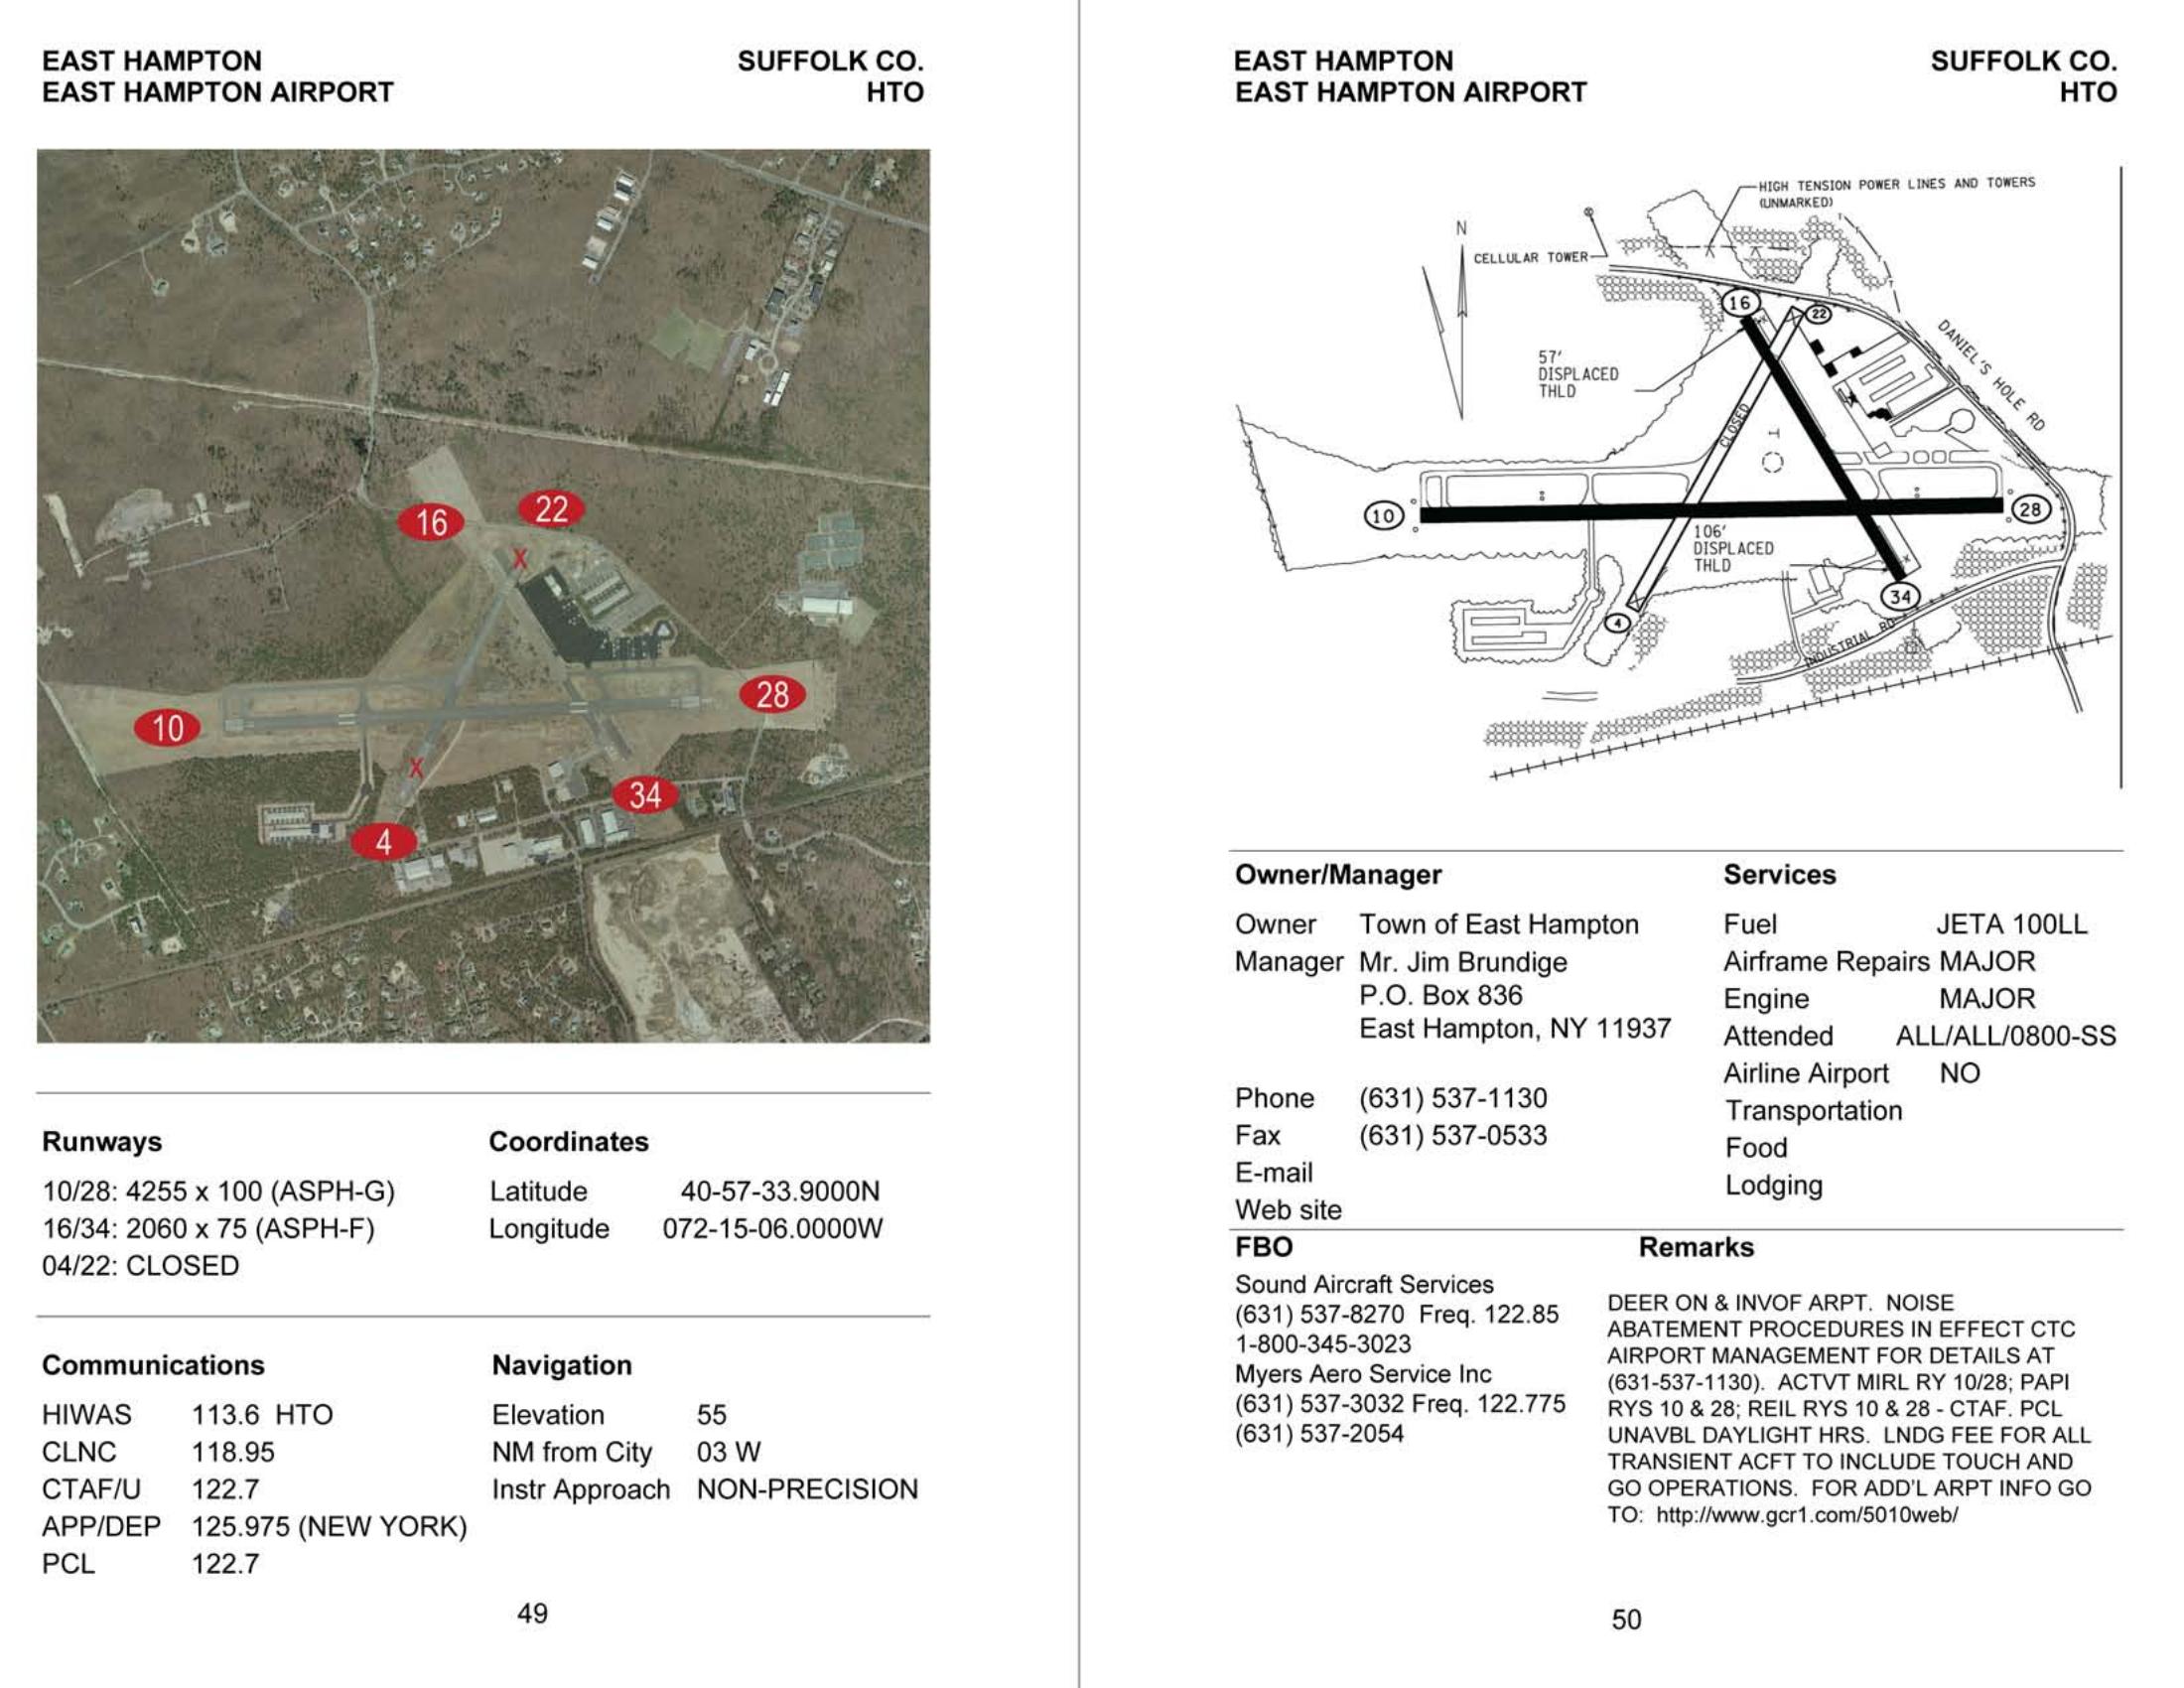 EAST HAMPTON
EAST HAMPTON AIRPORT
SUFFOLK CO.
HTO
16
22
X
10
28
X
34
4
Runways
10/28: 4255 x 100 (ASPH-G)
16/34: 2060 x 75 (ASPH-F)
04/22: CLOSED
Coordinates
Latitude 40-57-33.9000N
Longitude 072-15-06.0000W
Communications
HIWAS 113.6 HTO
CLNC 118.95
CTAF/U 122.7
APP/DEP 125.975 (NEW YORK)
PCL 122.7
Navigation
Elevation 55
NM from City 03 W
Instr Approach NON-PRECISION
49
EAST HAMPTON
EAST HAMPTON AIRPORT
SUFFOLK CO.
HTO
HIGH TENSION POWER LINES AND TOWERS
(UNMARKED)
N
CELLULAR TOWER
16
22
57'
DISPLACED
THLD
DANIEL'S HOLE RD
CLOSED
10
28
106'
DISPLACED
THLD
34
4
INDUSTRIAL RD
Owner/Manager
Owner Town of East Hampton
Manager Mr. Jim Brundige
P.O. Box 836
East Hampton, NY 11937
Phone (631) 537-1130
Fax (631) 537-0533
E-mail
Web site
Services
Fuel JETA 100LL
Airframe Repairs MAJOR
Engine MAJOR
Attended ALL/ALL/0800-SS
Airline Airport NO
Transportation
Food
Lodging
FBO
Sound Aircraft Services
(631) 537-8270 Freq. 122.85
1-800-345-3023
Myers Aero Service Inc
(631) 537-3032 Freq. 122.775
(631) 537-2054
Remarks
DEER ON & INVOF ARPT. NOISE
ABATEMENT PROCEDURES IN EFFECT CTC
AIRPORT MANAGEMENT FOR DETAILS AT
(631-537-1130). ACTVT MIRL RY 10/28; PAPI
RYS 10 & 28; REIL RYS 10 & 28 - CTAF. PCL
UNAVBL DAYLIGHT HRS. LNDG FEE FOR ALL
TRANSIENT ACFT TO INCLUDE TOUCH AND
GO OPERATIONS. FOR ADD'L ARPT INFO GO
TO: http://www.gcr1.com/5010web/
50